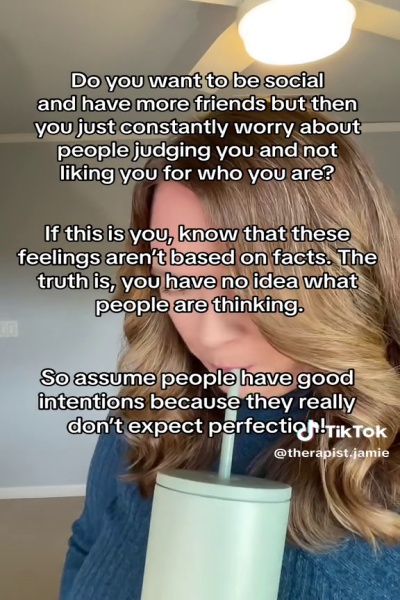 Do you want to be social
and have more friends but then
you just constantly worry about
people judging you and not
liking you for who you are?
If this is you, know that these
feelings aren't based on facts. The
truth is, you have no idea what
people are thinking.
So assume people have good
intentions because they really
don't expect perfection!
TikTok
@therapist.jamie